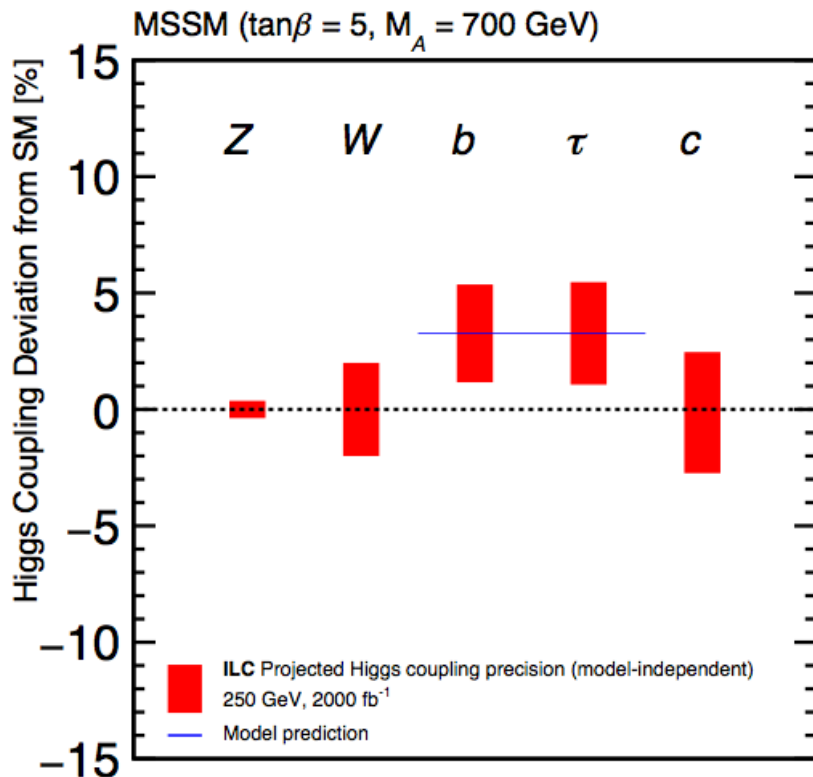 MSSM (tanβ = 5, M_A = 700 GeV)
Higgs Coupling Deviation from SM [%]
15
10
5
0
−5
−10
−15
Z W b τ c
ILC Projected Higgs coupling precision (model-independent)
250 GeV, 2000 fb⁻¹
Model prediction